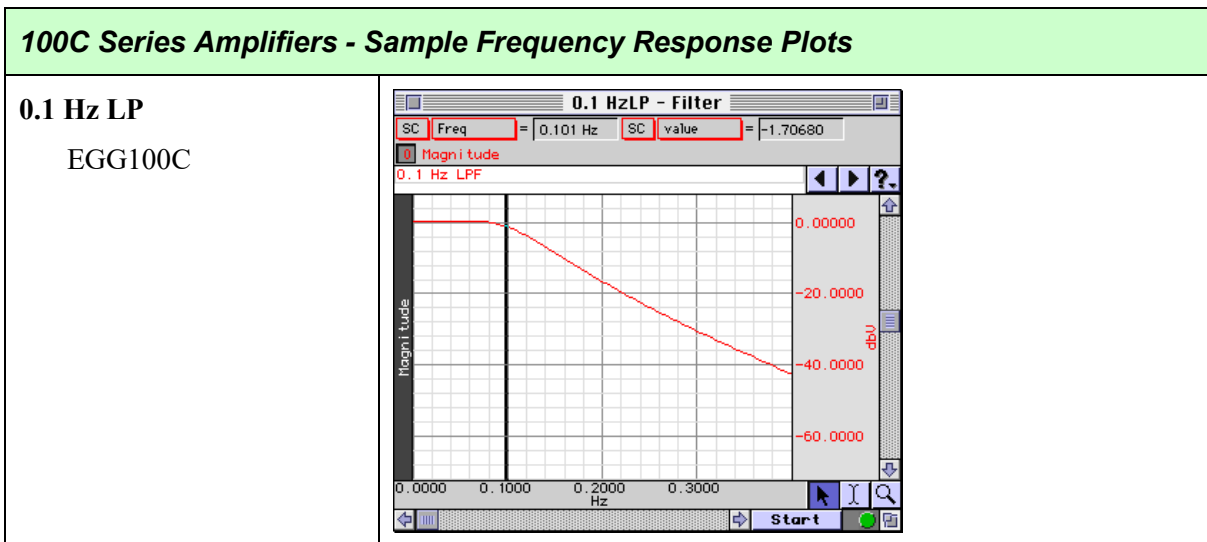 100C Series Amplifiers - Sample Frequency Response Plots
0.1 Hz LP
EGG100C
0.1 HzLP - Filter
SC Freq = 0.101 Hz SC value = -1.70680
0 Magnitude
0.1 Hz LPF
?
Magnitude
0.00000
-20.0000
-40.0000
-60.0000
dbV
0.0000 0.1000 0.2000 0.3000
Hz
Start